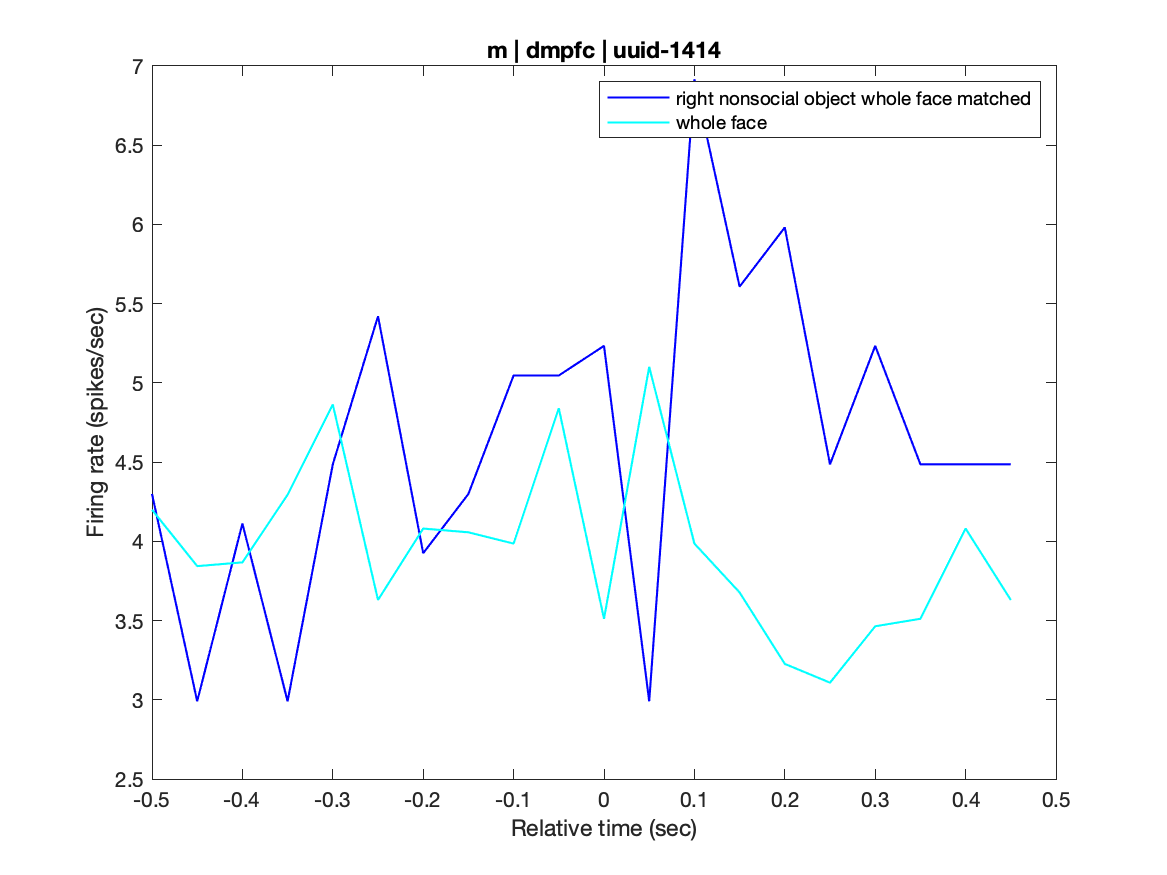 m | dmpfc | uuid-1414
7
right nonsocial object whole face matched
whole face
6.5
6
5.5
5
4.5
4
3.5
3
2.5
Firing rate (spikes/sec)
-0.5 -0.4 -0.3 -0.2 -0.1 0 0.1 0.2 0.3 0.4 0.5
Relative time (sec)